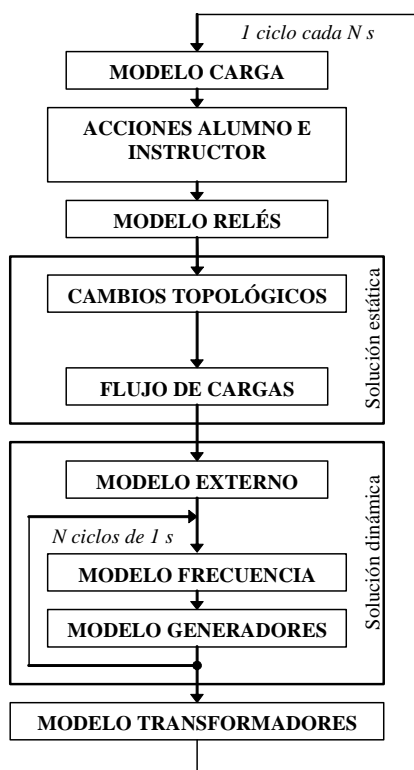 1 ciclo cada N s
MODELO CARGA
ACCIONES ALUMNO E
INSTRUCTOR
MODELO RELÉS
CAMBIOS TOPOLÓGICOS
FLUJO DE CARGAS
Solución estática
MODELO EXTERNO
N ciclos de 1 s
MODELO FRECUENCIA
MODELO GENERADORES
Solución dinámica
MODELO TRANSFORMADORES